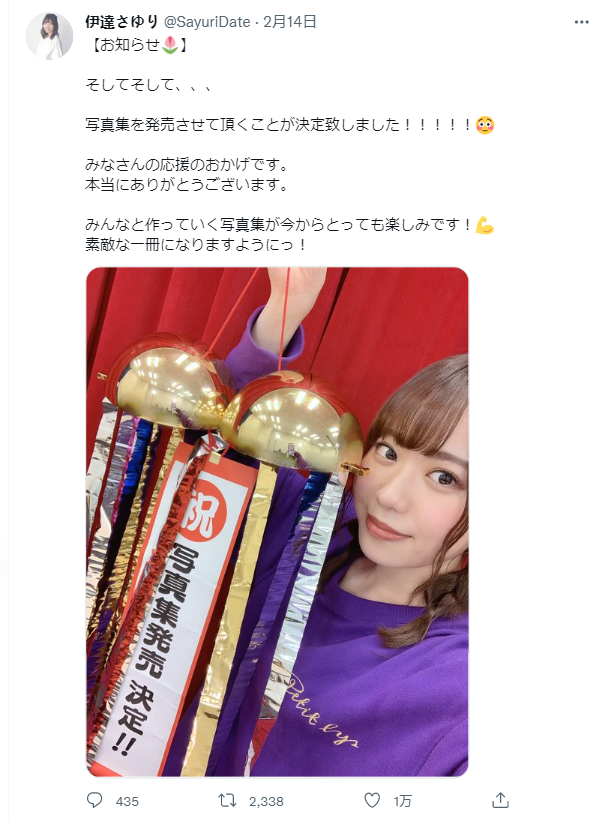 伊達さゆり @SayuriDate · 2月14日
【お知らせ🌷】
そしてそして、、、
写真集を発売させて頂くことが決定致しました！！！！！😳
みなさんの応援のおかげです。
本当にありがとうございます。
みんなと作っていく写真集が今からとっても楽しみです！💪
素敵な一冊になりますようにっ！
祝
写真集発売 決定!!
Petit lys
435
2,338
1万